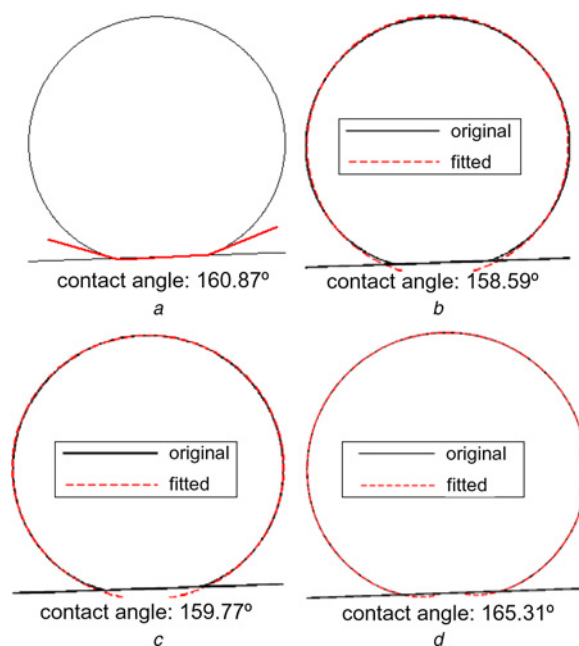 original
fitted
contact angle: 160.87º
contact angle: 158.59º
a
b
original
fitted
original
fitted
contact angle: 159.77º
contact angle: 165.31º
c
d